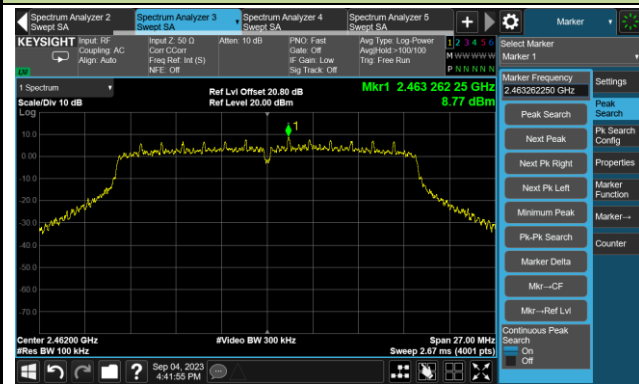 Spectrum Analyzer 2
Swept SA
Spectrum Analyzer 3
Swept SA
Spectrum Analyzer 4
Swept SA
Spectrum Analyzer 5
Swept SA
+
Marker
KEYSIGHT
Input: RF
Coupling: AC
Align: Auto
Input Z: 50 Ω
Corr CCorr
Freq Ref: Int (S)
NFE: Off
Atten: 10 dB
PNO: Fast
Gate: Off
IF Gain: Low
Sig Track: Off
Avg Type: Log-Power
Avg|Hold:>100/100
Trig: Free Run
1 2 3 4 5 6
M W W W W W
P N N N N N
Select Marker
Marker 1
LW
1 Spectrum
Scale/Div 10 dB
Log
Ref Lvl Offset 20.80 dB
Ref Level 20.00 dBm
Mkr1 2.463 262 25 GHz
8.77 dBm
1
10.0
0.00
-10.0
-20.0
-30.0
-40.0
-50.0
-60.0
-70.0
Center 2.46200 GHz
#Res BW 100 kHz
#Video BW 300 kHz
Span 27.00 MHz
Sweep 2.67 ms (4001 pts)
Marker Frequency
2.463262250 GHz
Peak Search
Next Peak
Next Pk Right
Next Pk Left
Minimum Peak
Pk-Pk Search
Marker Delta
Mkr→CF
Mkr→Ref Lvl
Continuous Peak
Search
On
Off
Settings
Peak
Search
Pk Search
Config
Properties
Marker
Function
Marker→
Counter
Sep 04, 2023
4:41:55 PM